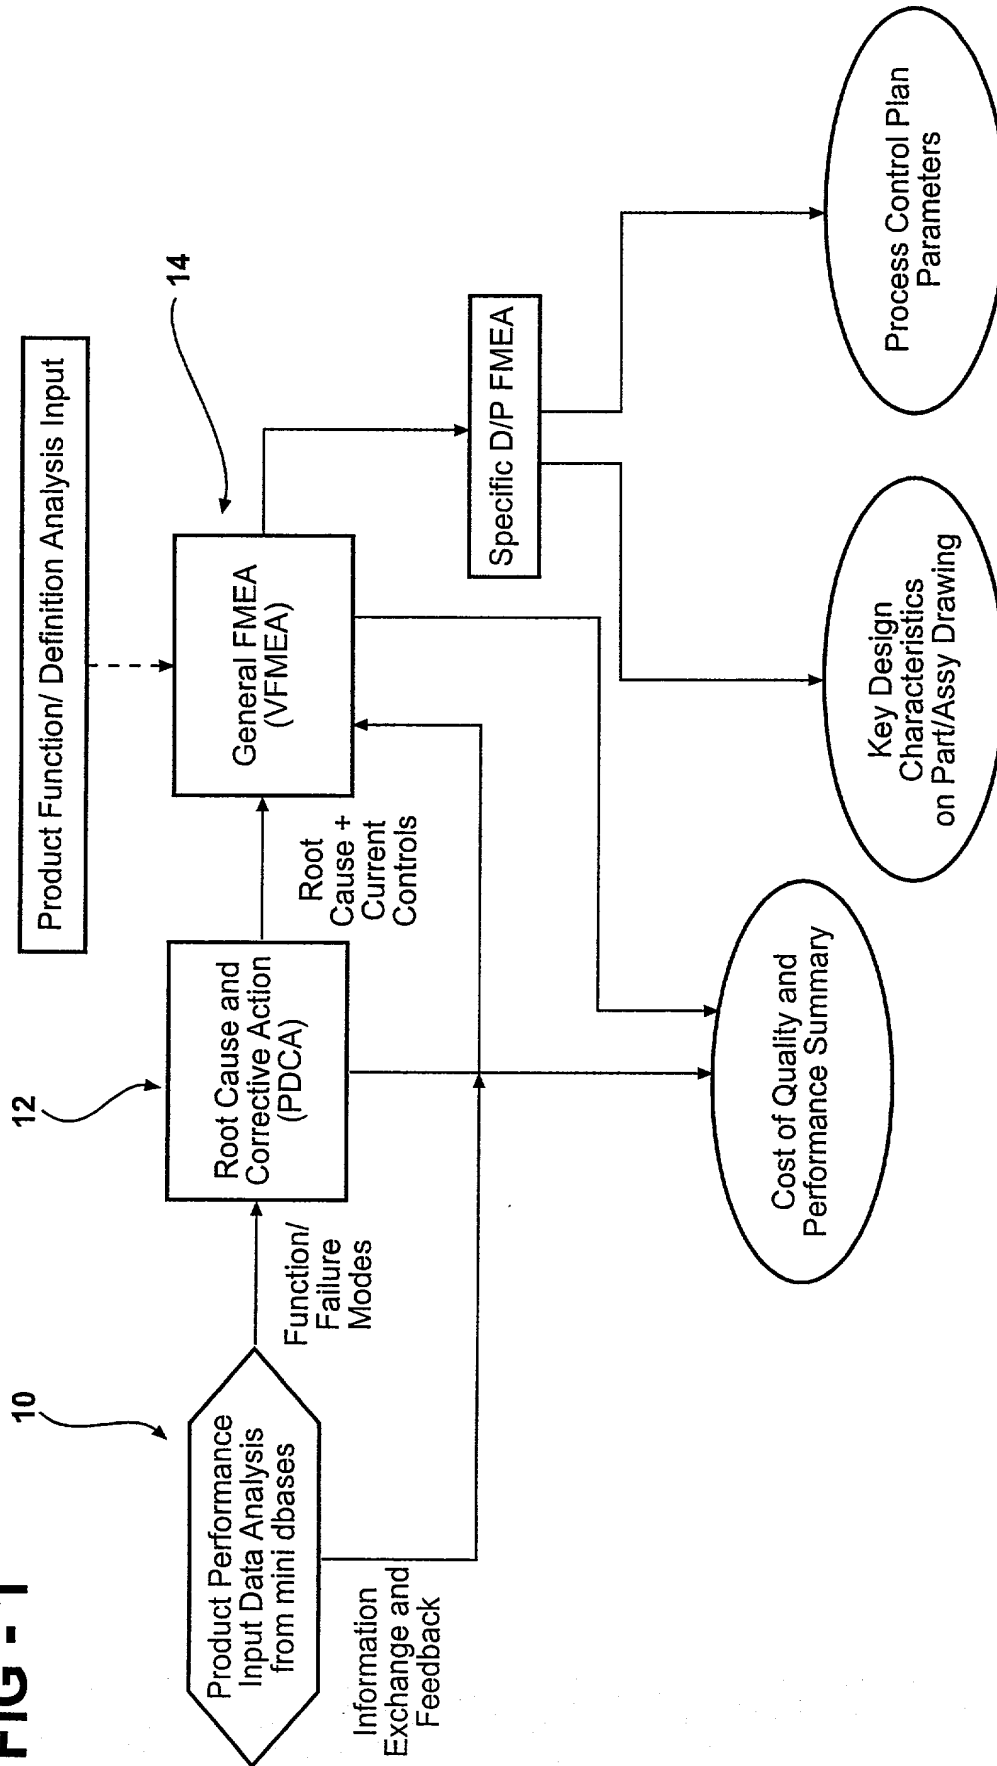 FIG - 1
Product Function/ Definition Analysis Input
10
12
14
Product Performance
Input Data Analysis
from mini dbases
Function/
Failure
Modes
Root Cause and
Corrective Action
(PDCA)
Root
Cause +
Current
Controls
General FMEA
(VFMEA)
Information
Exchange and
Feedback
Specific D/P FMEA
Cost of Quality and
Performance Summary
Key Design
Characteristics
on Part/Assy Drawing
Process Control Plan
Parameters